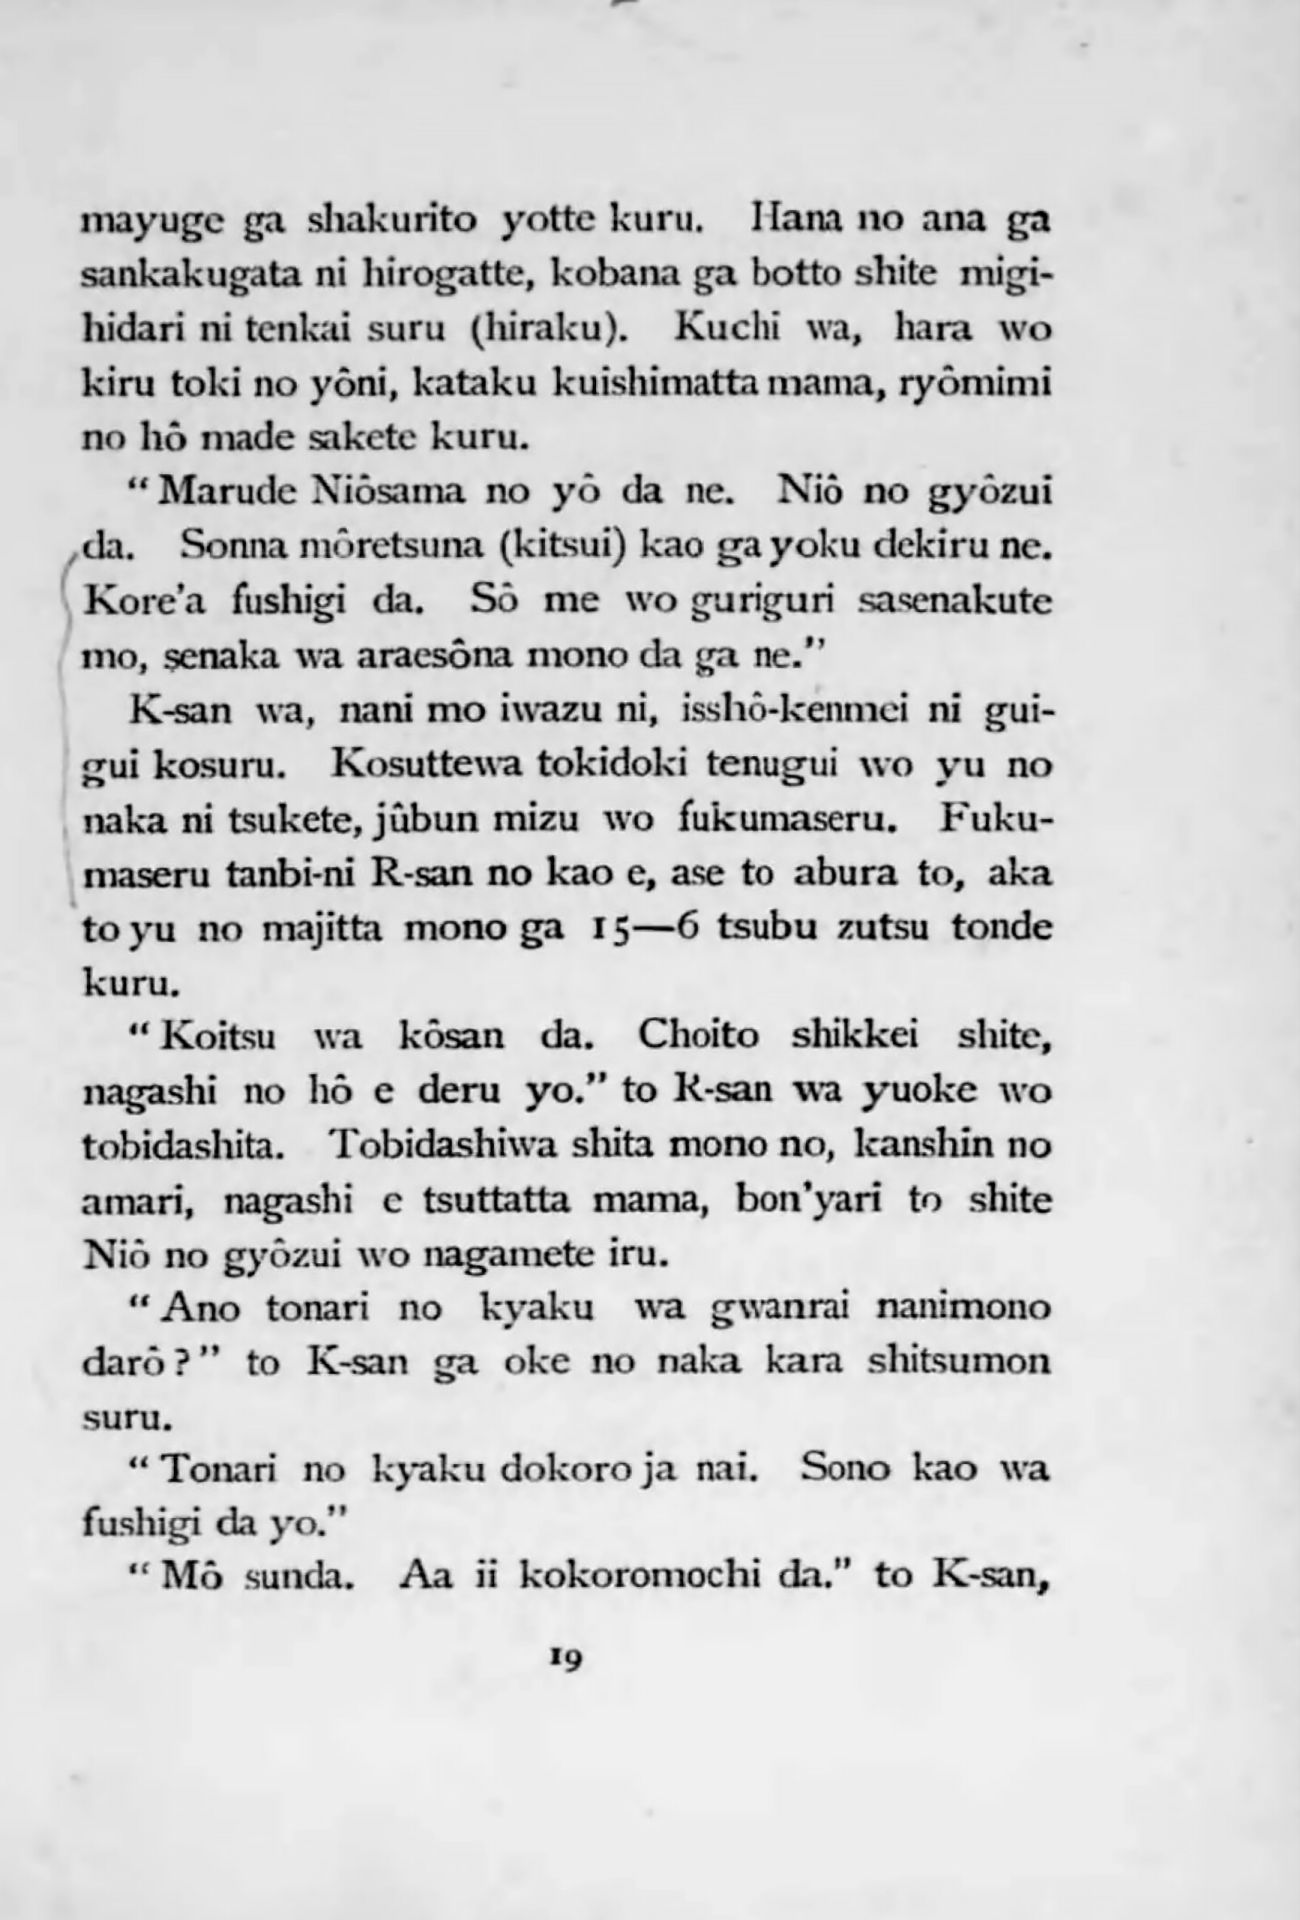 mayuge ga shakurito yotte kuru. Hana no ana ga
sankakugata ni hirogatte, kobana ga botto shite migi-
hidari ni tenkai suru (hiraku). Kuchi wa, hara wo
kiru toki no yôni, kataku kuishimatta mama, ryômimi
no hô made sakete kuru.
“ Marude Niôsama no yô da ne. Niô no gyôzui
da. Sonna môretsuna (kitsui) kao ga yoku dekiru ne.
Kore’a fushigi da. Sô me wo guriguri sasenakute
mo, senaka wa araesôna mono da ga ne.”
K-san wa, nani mo iwazu ni, isshô-kenmei ni gui-
gui kosuru. Kosuttewa tokidoki tenugui wo yu no
naka ni tsukete, jûbun mizu wo fukumaseru. Fuku-
maseru tanbi-ni R-san no kao e, ase to abura to, aka
to yu no majitta mono ga 15—6 tsubu zutsu tonde
kuru.
“ Koitsu wa kôsan da. Choito shikkei shite,
nagashi no hô e deru yo.” to R-san wa yuoke wo
tobidashita. Tobidashiwa shita mono no, kanshin no
amari, nagashi e tsuttatta mama, bon’yari to shite
Niô no gyôzui wo nagamete iru.
“ Ano tonari no kyaku wa gwanrai nanimono
darô ? ” to K-san ga oke no naka kara shitsumon
suru.
“ Tonari no kyaku dokoro ja nai. Sono kao wa
fushigi da yo.”
“ Mô sunda. Aa ii kokoromochi da.” to K-san,
19